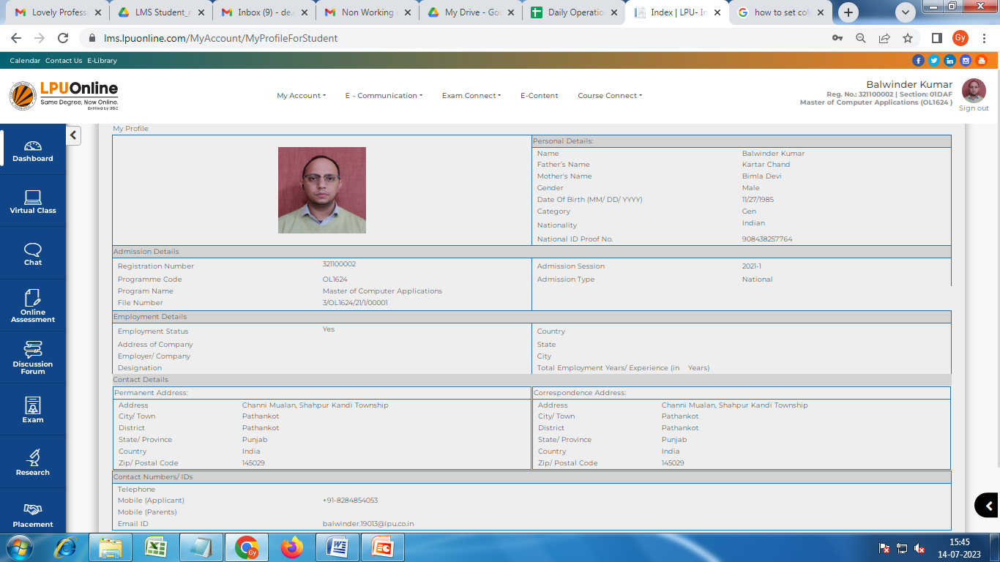 Lovely Profess
LMS Student_m
Inbox (9) - de.
Non Working
My Drive - Goo
Daily Operatio
Index | LPU- In
how to set col
lms.lpuonline.com/MyAccount/MyProfileForStudent
Gy
Calendar Contact Us E-Library
LPUOnline
Same Degree, Now Online.
Entitled by UGC
My Account
E - Communication
Exam Connect
E-Content
Course Connect
Balwinder Kumar
Reg. No.: 321100002 | Section: 01DAF
Master of Computer Applications (OL1624 )
Sign out
Dashboard
Virtual Class
Chat
Online
Assessment
Discussion
Forum
Exam
Research
Placement
My Profile
Personal Details:
Name Balwinder Kumar
Father's Name Kartar Chand
Mother's Name Bimla Devi
Gender Male
Date Of Birth (MM/ DD/ YYYY) 11/27/1985
Category Gen
Nationality Indian
National ID Proof No. 908438257764
Admission Details
Registration Number 321100002 Admission Session 2021-1
Programme Code OL1624 Admission Type National
Program Name Master of Computer Applications
File Number 3/OL1624/21/1/00001
Employment Details
Employment Status Yes Country
Address of Company State
Employer/ Company City
Designation Total Employment Years/ Experience (in Years)
Contact Details
Permanent Address: Correspondence Address:
Address Channi Mualan, Shahpur Kandi Township Address Channi Mualan, Shahpur Kandi Township
City/ Town Pathankot City/ Town Pathankot
District Pathankot District Pathankot
State/ Province Punjab State/ Province Punjab
Country India Country India
Zip/ Postal Code 145029 Zip/ Postal Code 145029
Contact Numbers/ IDs
Telephone
Mobile (Applicant) +91-8284854053
Mobile (Parents)
Email ID balwinder.19013@lpu.co.in
Gy
15:45
14-07-2023